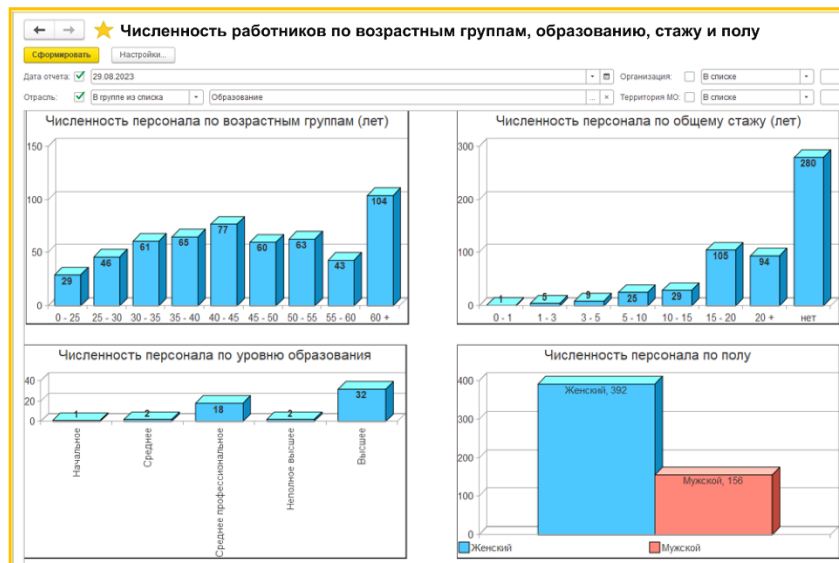 Численность работников по возрастным группам, образованию, стажу и полу
Сформировать Настройки...
Дата отчета: 29.08.2023 Организация: В списке
Отрасль: В группе из списка Образование ... × Территория МО: В списке
Численность персонала по возрастным группам (лет)
150
100
50
0
29 46 61 65 77 60 63 43 104
0 - 25 25 - 30 30 - 35 35 - 40 40 - 45 45 - 50 50 - 55 55 - 60 60 +
Численность персонала по общему стажу (лет)
300
200
100
0
1 5 9 25 29 105 94 280
0 - 1 1 - 3 3 - 5 5 - 10 10 - 15 15 - 20 20 + нет
Численность персонала по уровню образования
40
20
0
1 2 18 2 32
Начальное
Среднее
Среднее профессиональное
Неполное высшее
Высшее
Численность персонала по полу
400
300
200
100
0
Женский, 392
Мужской, 156
Женский Мужской